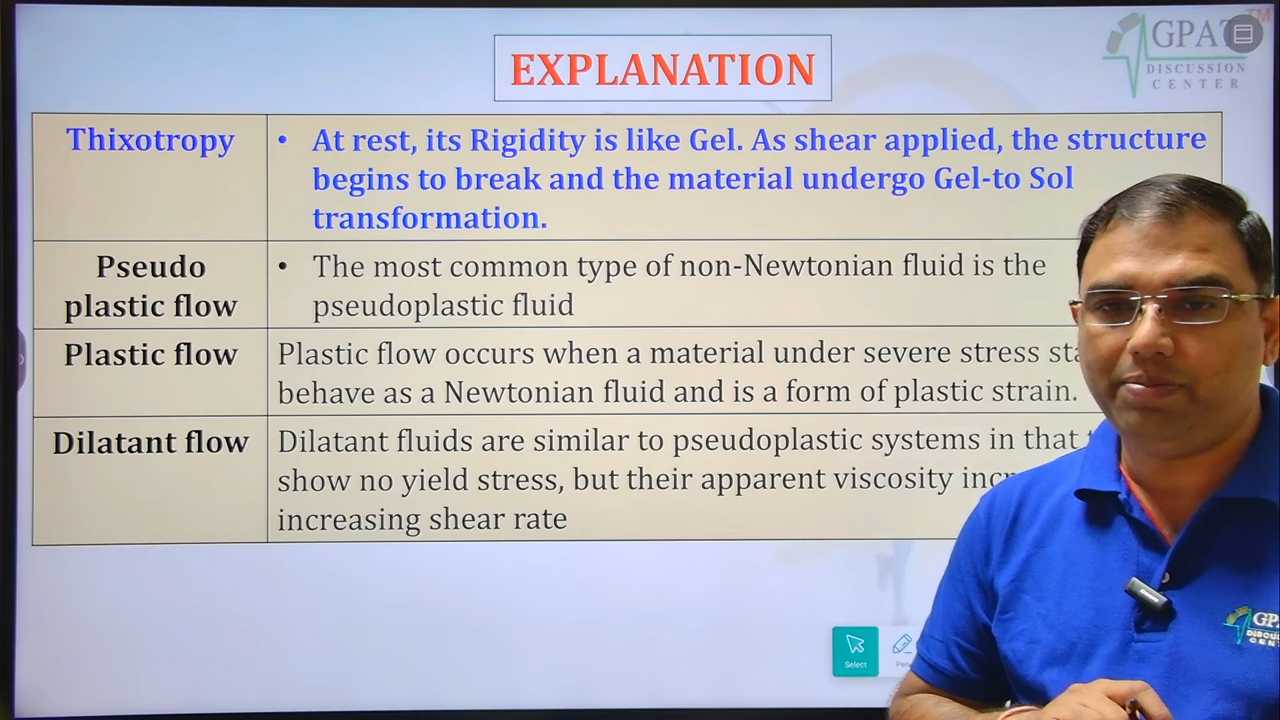 EXPLANATION
GPAT
TM
DISCUSSION
CENTER
Thixotropy
• At rest, its Rigidity is like Gel. As shear applied, the structure
begins to break and the material undergo Gel-to Sol
transformation.
Pseudo
plastic flow
• The most common type of non-Newtonian fluid is the
pseudoplastic fluid
Plastic flow
Plastic flow occurs when a material under severe stress
behave as a Newtonian fluid and is a form of plastic strain.
Dilatant flow
Dilatant fluids are similar to pseudoplastic systems in that
show no yield stress, but their apparent viscosity
increasing shear rate
Select